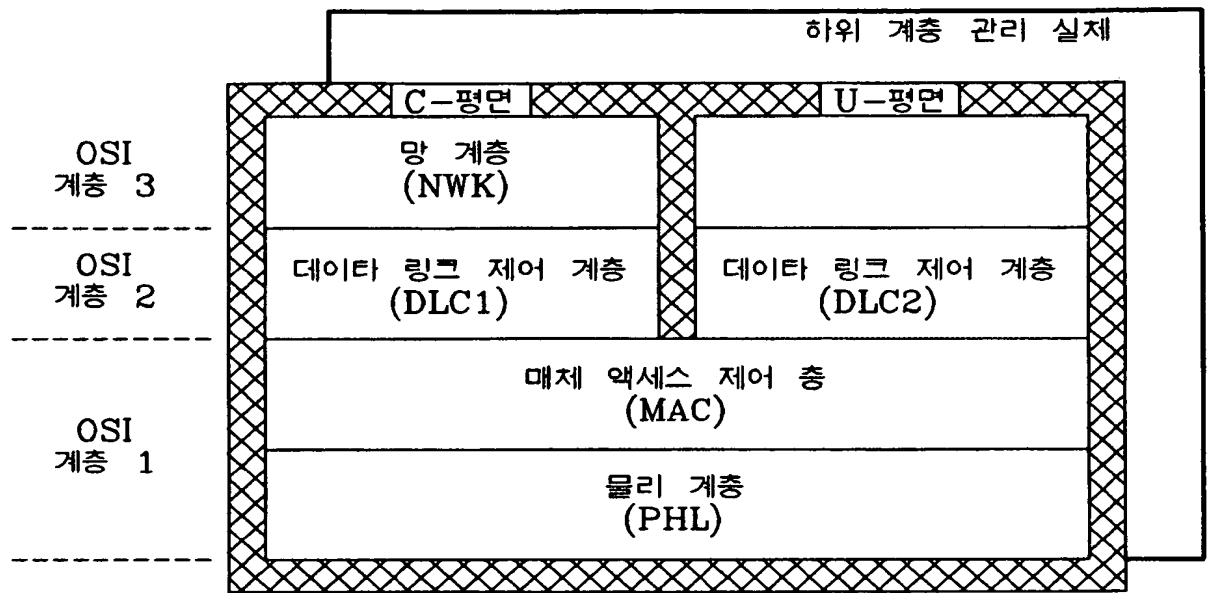 하위 계층 관리 실체
C-평면
U-평면
OSI
계층 3
망 계층
(NWK)
OSI
계층 2
데이타 링크 제어 계층
(DLC1)
데이타 링크 제어 계층
(DLC2)
매체 액세스 제어 층
(MAC)
OSI
계층 1
물리 계층
(PHL)